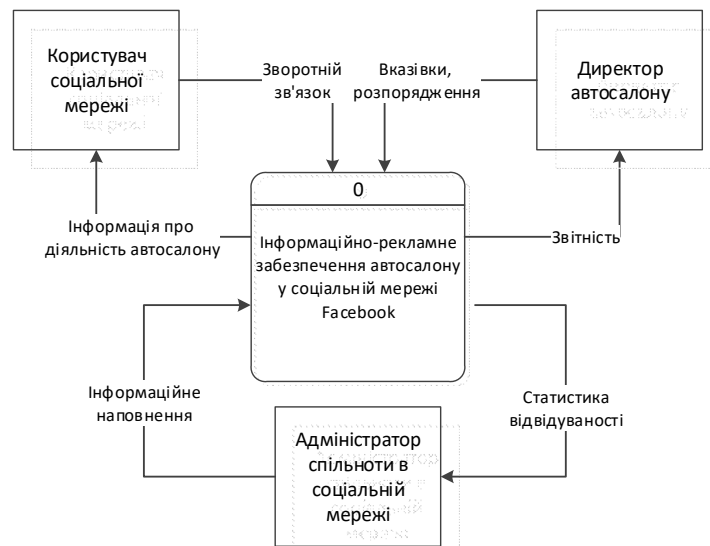 Користувач
соціальної
мережі
Зворотній
зв'язок
Вказівки,
розпорядження
Директор
автосалону
0
Інформація про
діяльність автосалону
Інформаційно-рекламне
забезпечення автосалону
у соціальній мережі
Facebook
Звітність
Інформаційне
наповнення
Статистика
відвідуваності
Адміністратор
спільноти в
соціальній
мережі